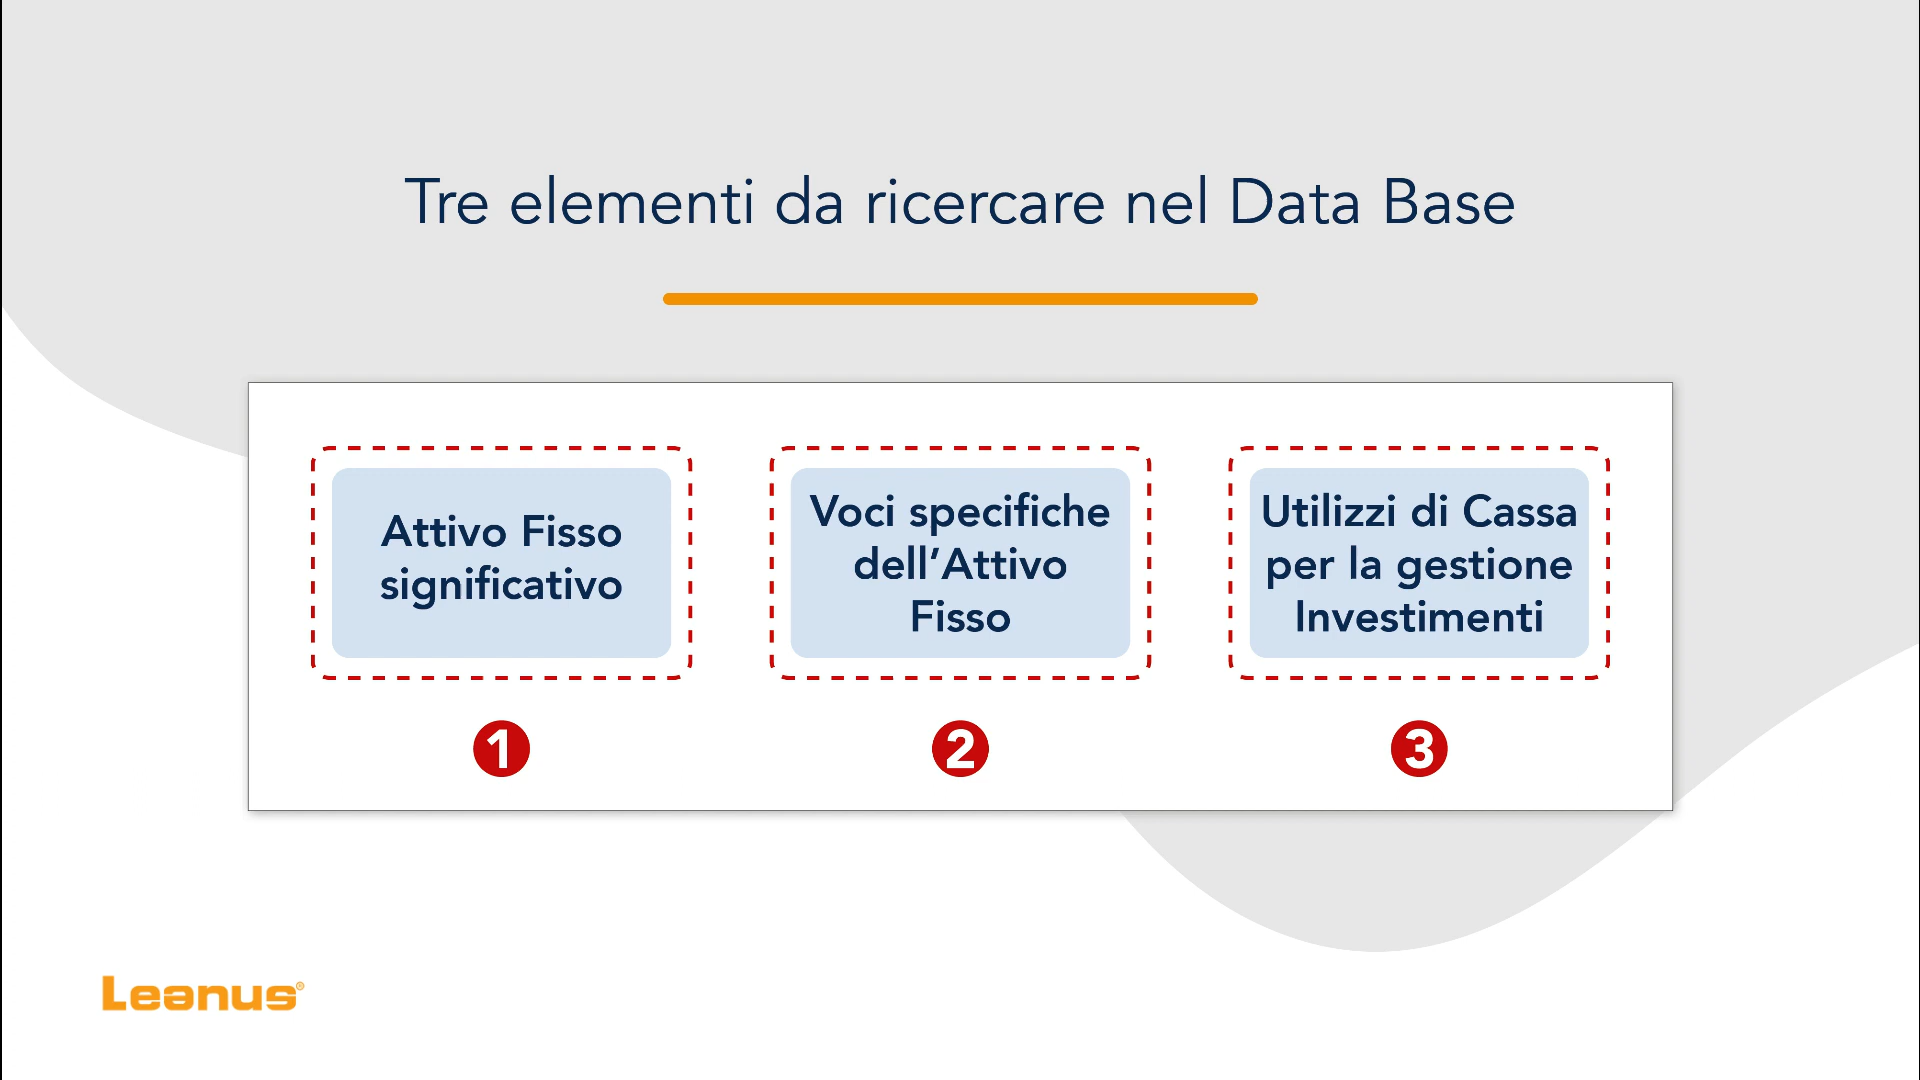 Tre elementi da ricercare nel Data Base
Attivo Fisso
significativo
Voci specifiche
dell’Attivo
Fisso
Utilizzi di Cassa
per la gestione
Investimenti
1
2
3
Leanus®